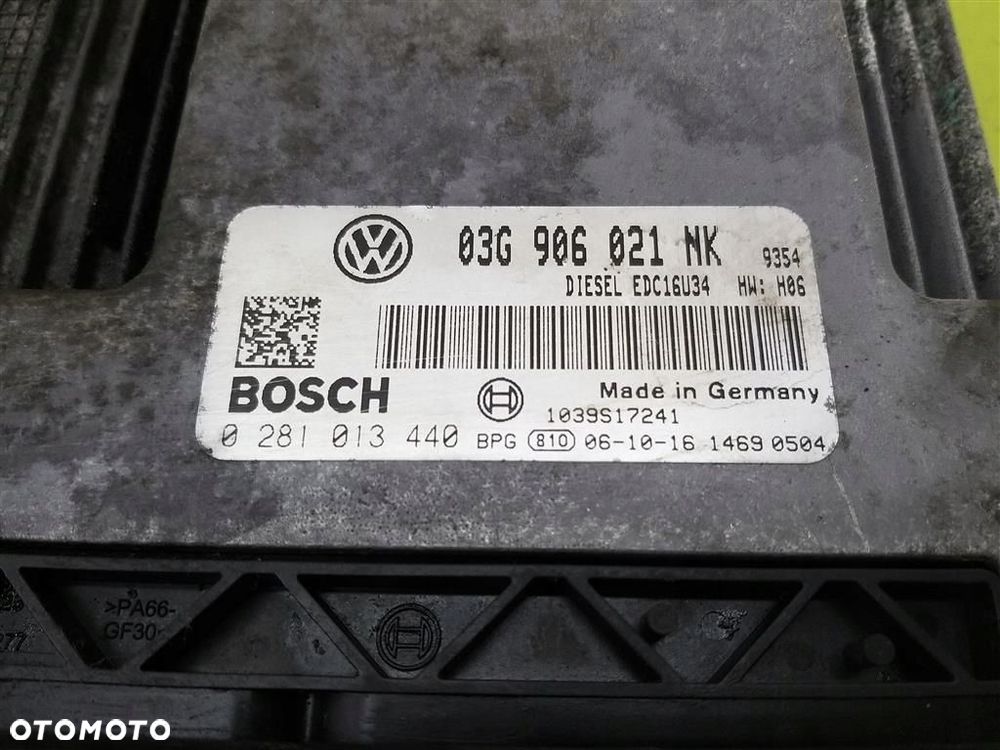 03G 906 021 NK 9354
DIESEL EDC16U34 HW: H06
BOSCH
Made in Germany
1039S17241
0 281 013 440 BPG 810 06-10-16 1469 0504
>PA66-
GF30
277
OTOMOTO